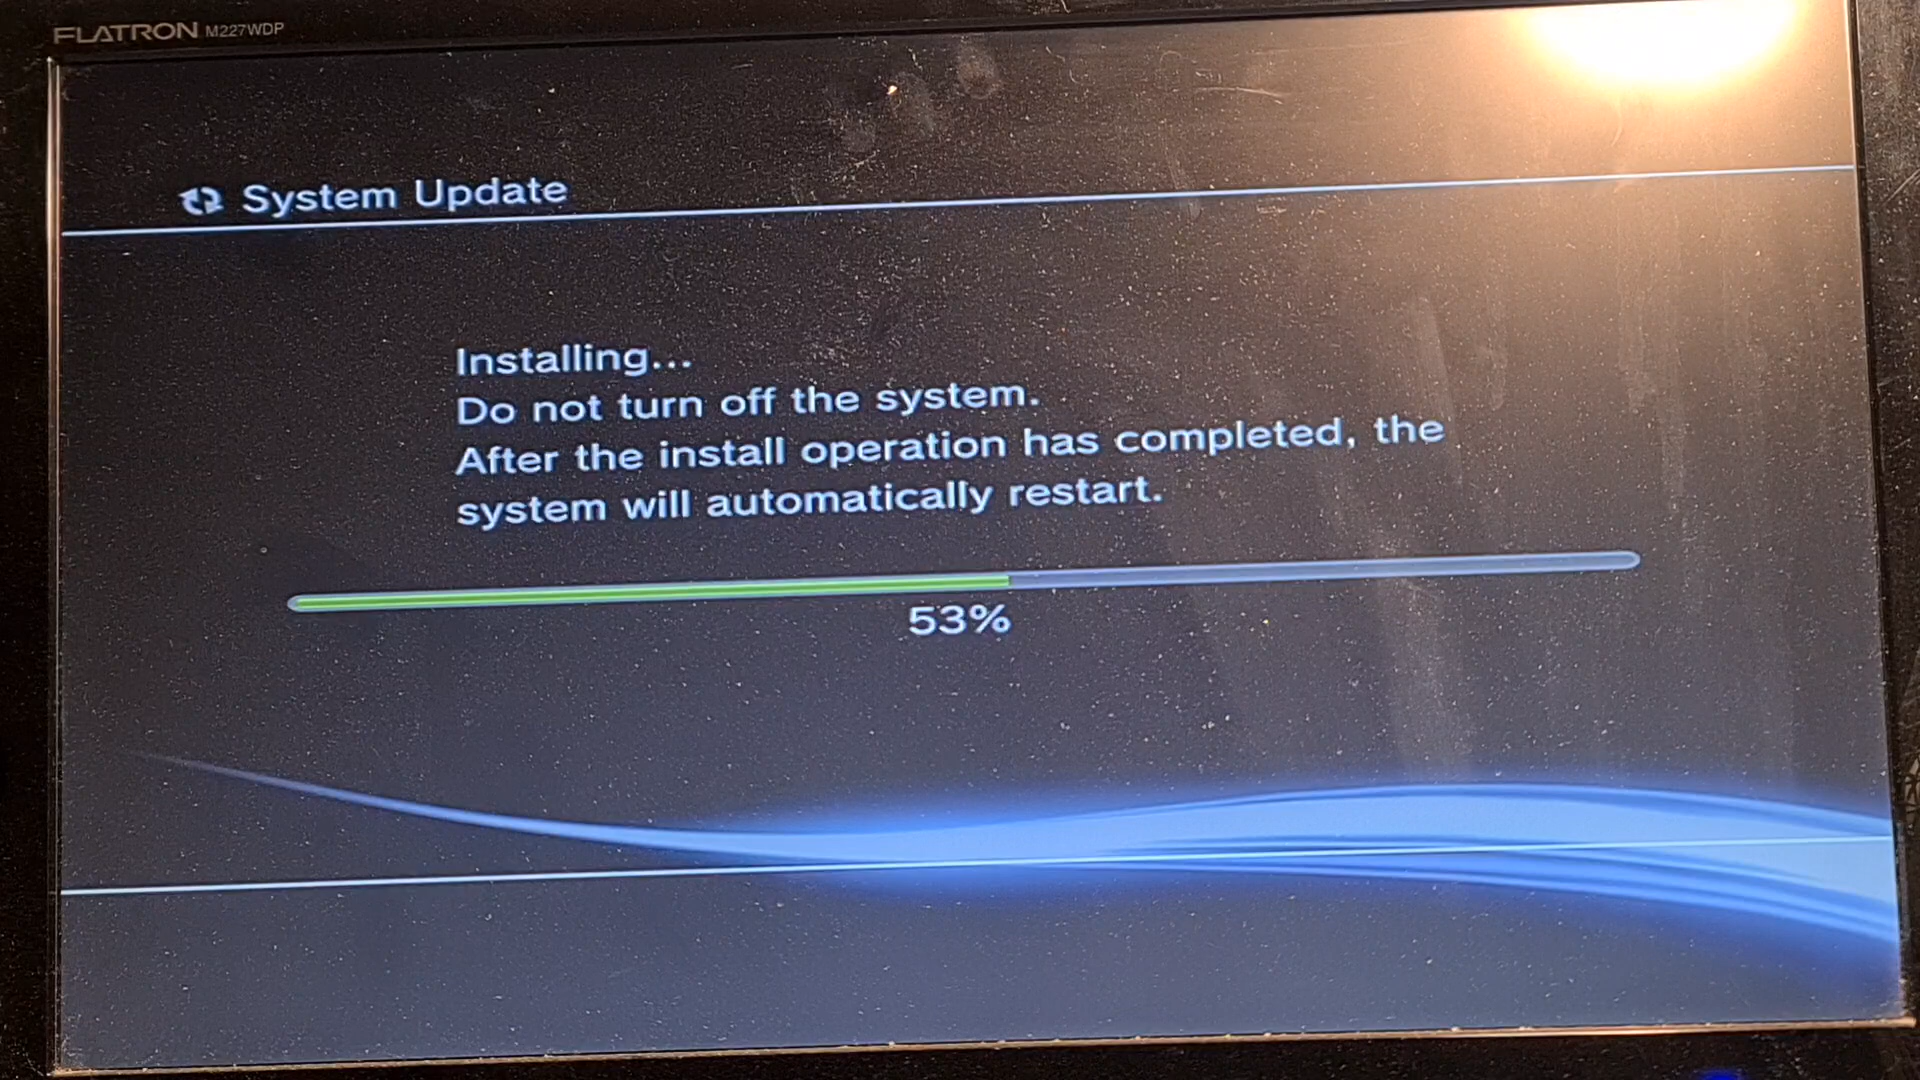 FLATRON M227WDP
System Update
Installing...
Do not turn off the system.
After the install operation has completed, the
system will automatically restart.
53%